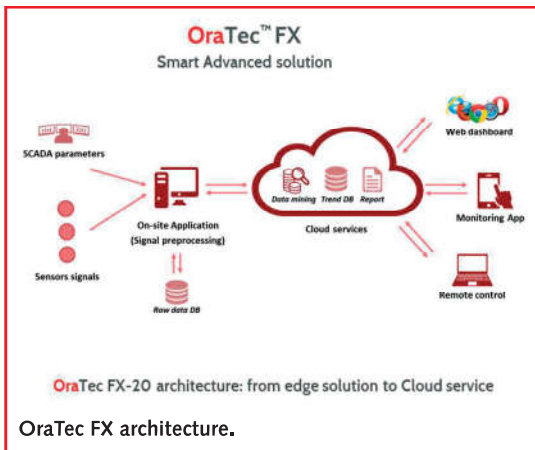 OraTec™ FX
Smart Advanced solution
SCADA parameters
Sensors signals
On-site Application
(Signal preprocessing)
Raw data DB
Data mining
Trend DB
Report
Cloud services
Web dashboard
Monitoring App
Remote control
OraTec FX-20 architecture: from edge solution to Cloud service
OraTec FX architecture.